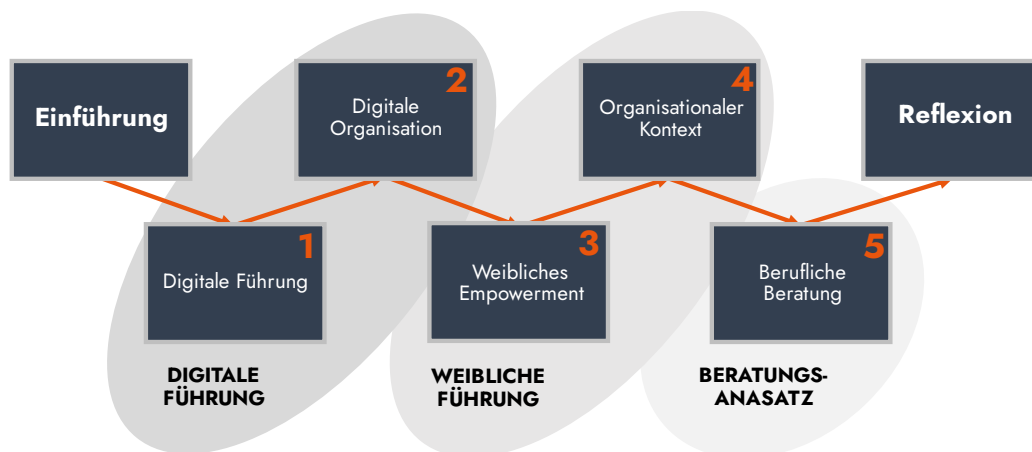 Einführung
1
Digitale Führung
2
Digitale
Organisation
3
Weibliches
Empowerment
4
Organisationaler
Kontext
5
Berufliche
Beratung
Reflexion
DIGITALE
FÜHRUNG
WEIBLICHE
FÜHRUNG
BERATUNGS-
ANASATZ